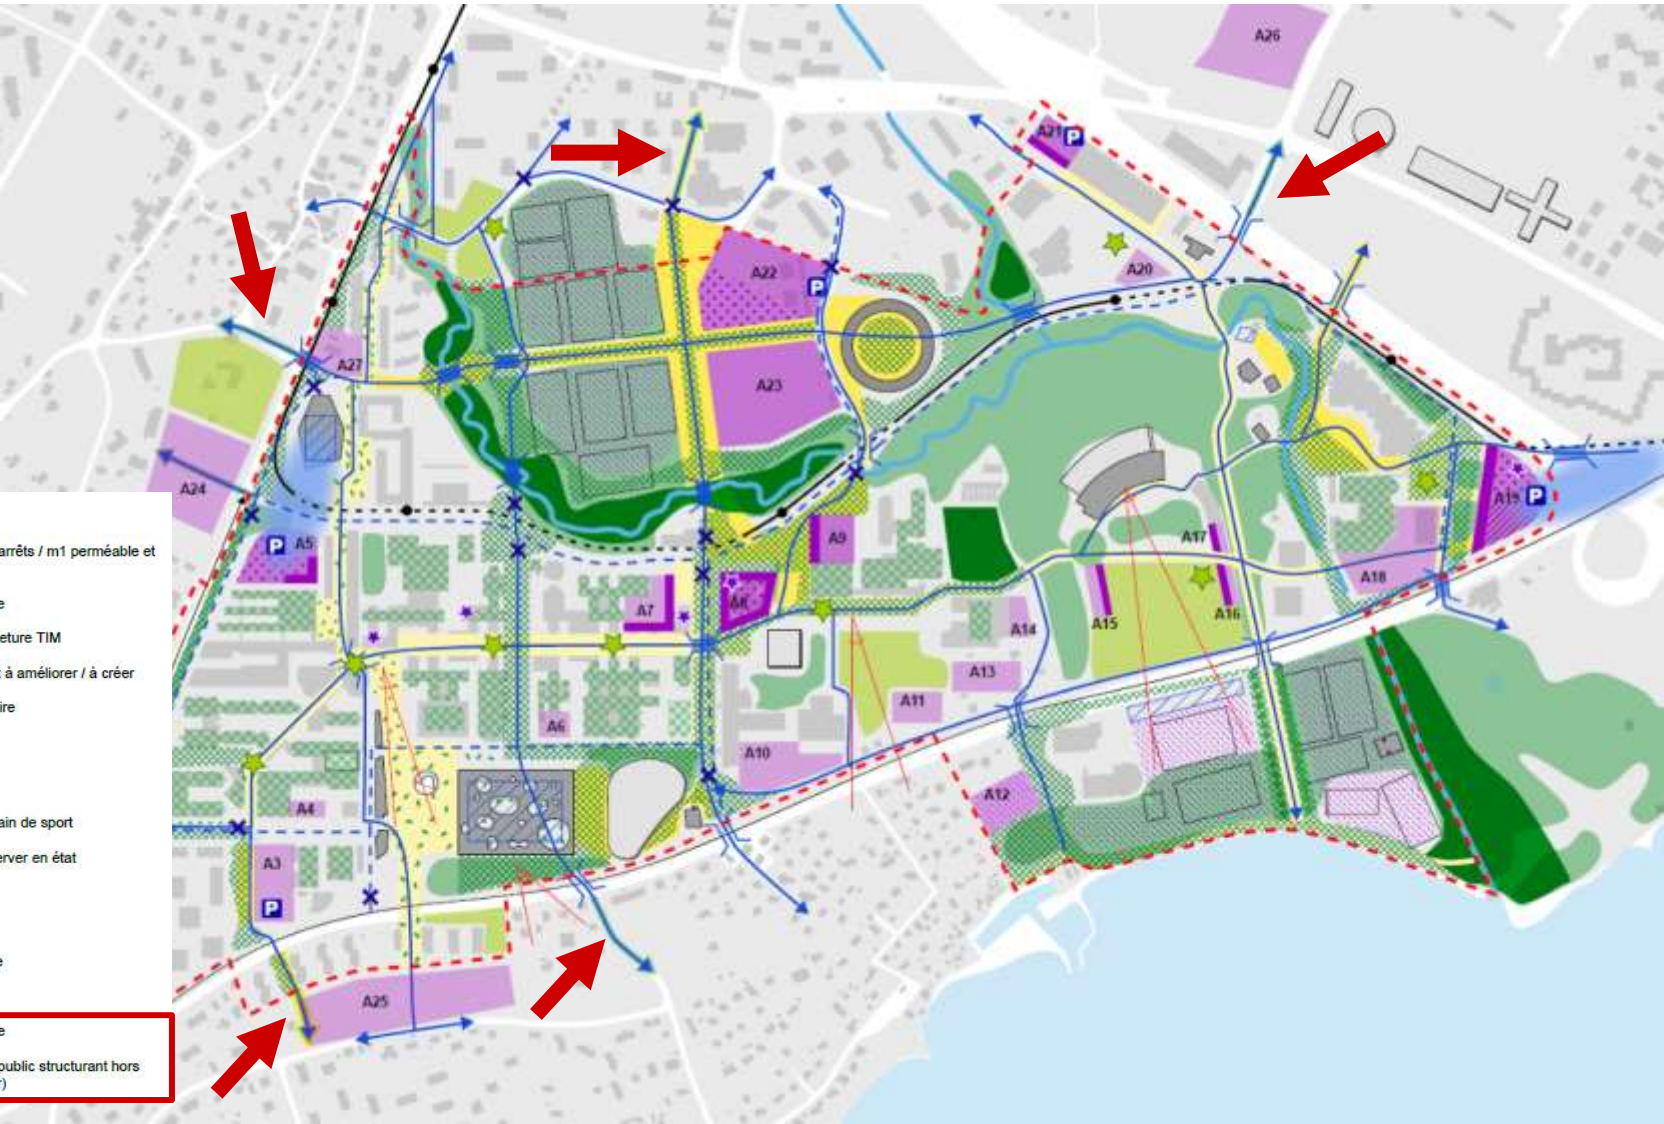 A26
A21 P
A20
A22
P
A27
A23
A24
P A5
A9
A7
A8
A17
A19 P
A18
A16
A15
A14
A13
A11
A6
A10
A12
A4
A3
P
A25
arrêts / m1 perméable et
e
eture TIM
t à améliorer / à créer
ire
ain de sport
erver en état
e
e
public structurant hors
r)